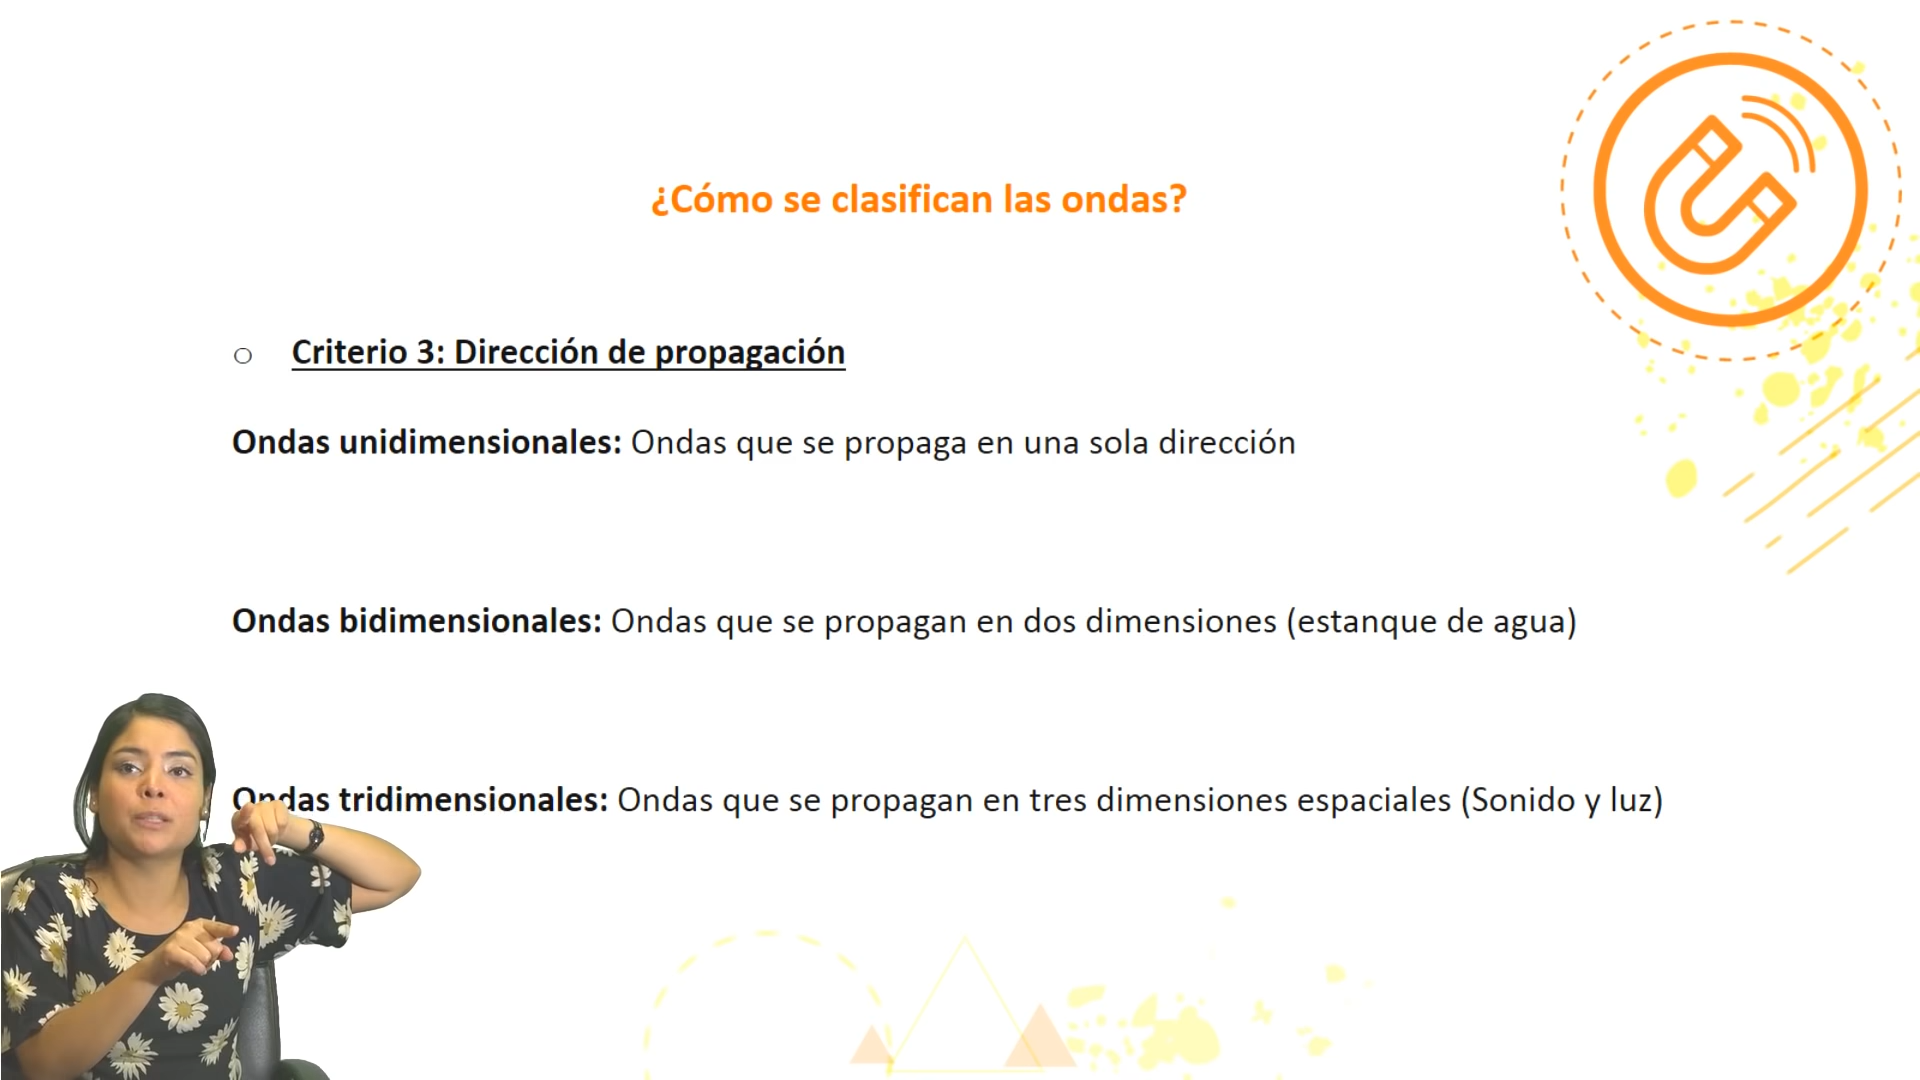 ¿Cómo se clasifican las ondas?
Criterio 3: Dirección de propagación
Ondas unidimensionales: Ondas que se propaga en una sola dirección
Ondas bidimensionales: Ondas que se propagan en dos dimensiones (estanque de agua)
Ondas tridimensionales: Ondas que se propagan en tres dimensiones espaciales (Sonido y luz)